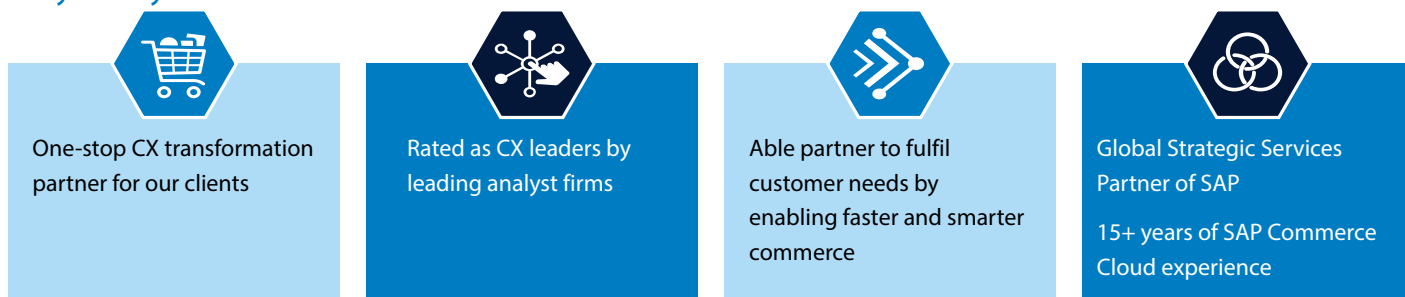 One-stop CX transformation
partner for our clients
Rated as CX leaders by
leading analyst firms
Able partner to fulfil
customer needs by
enabling faster and smarter
commerce
Global Strategic Services
Partner of SAP
15+ years of SAP Commerce
Cloud experience